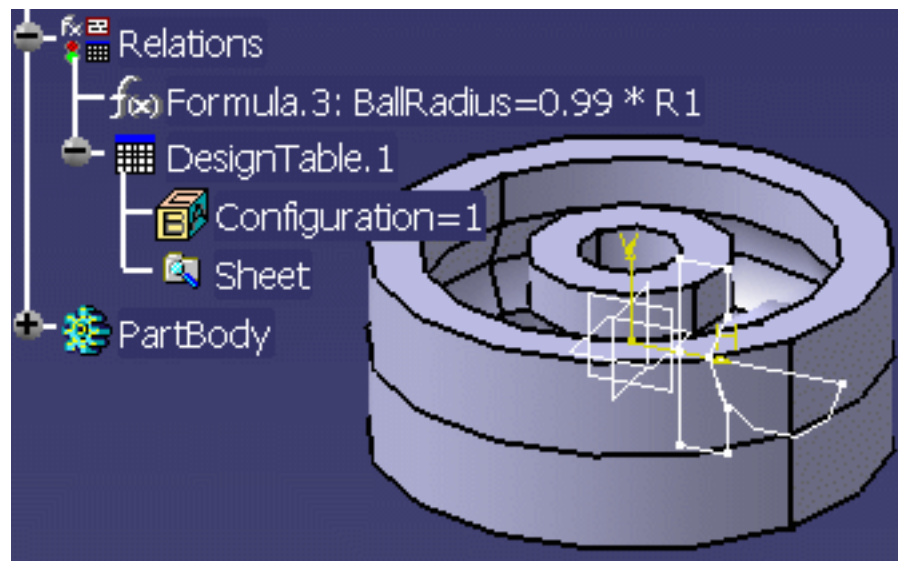 Relations
Formula.3: BallRadius=0.99 * R1
DesignTable.1
Configuration=1
Sheet
PartBody
Y
H